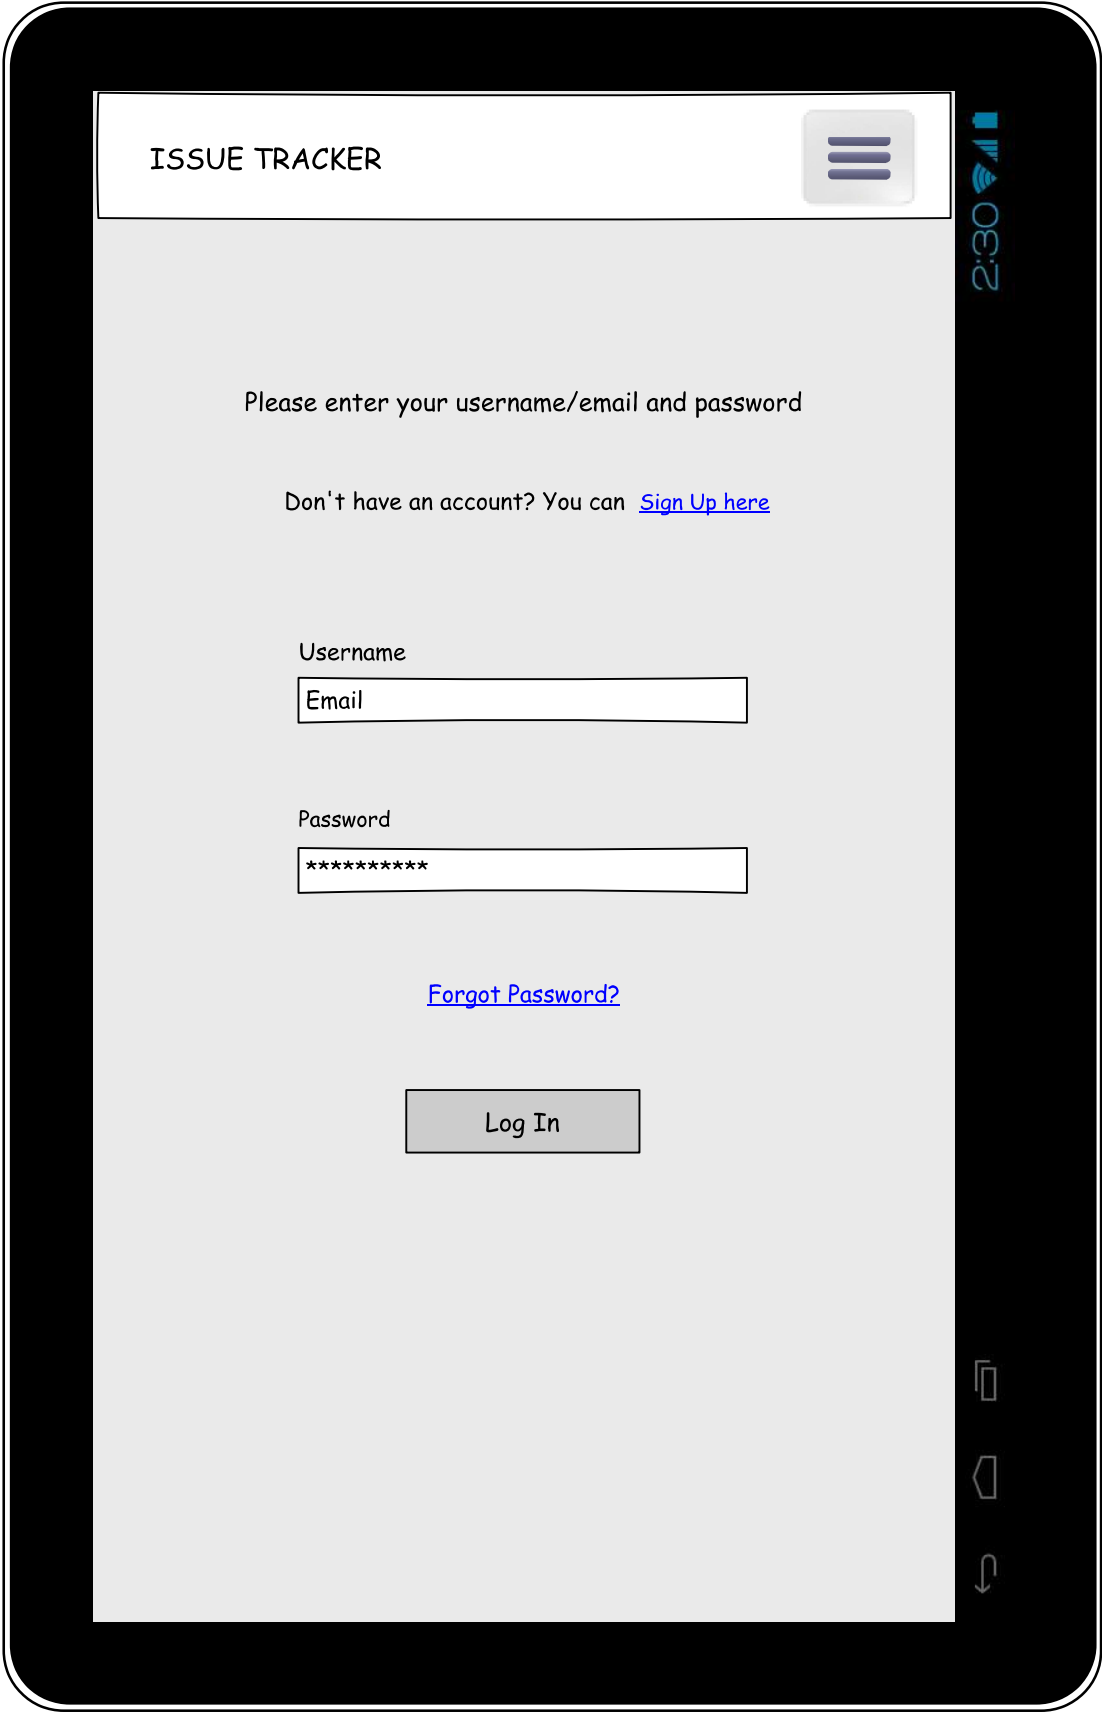 ISSUE TRACKER
2:30
Please enter your username/email and password
Don't have an account? You can Sign Up here
Username
Email
Password
**********
Forgot Password?
Log In